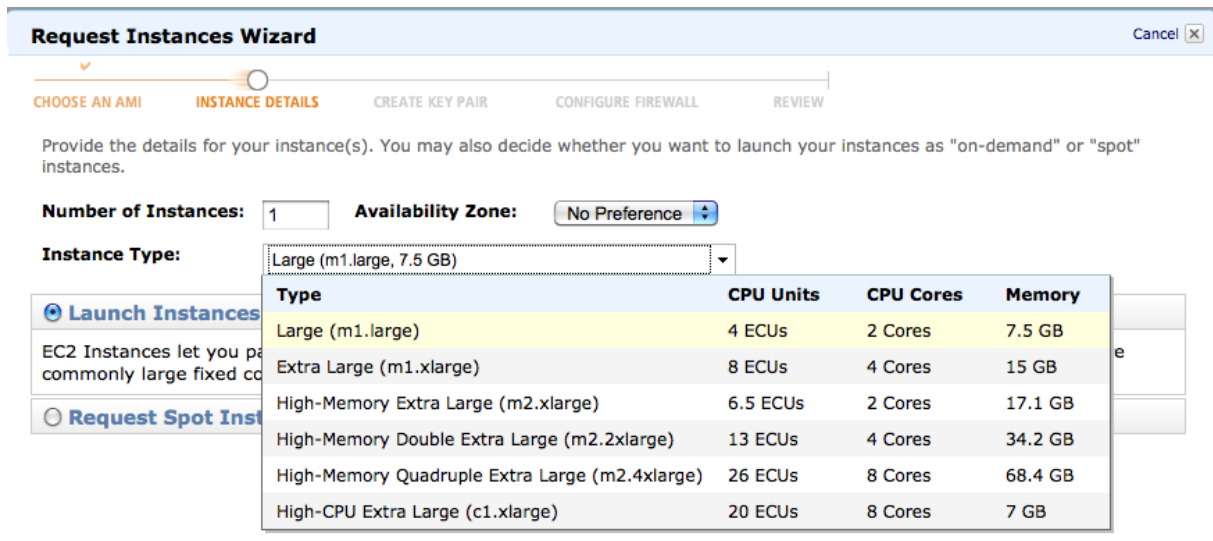 Request Instances Wizard
Cancel
CHOOSE AN AMI INSTANCE DETAILS CREATE KEY PAIR CONFIGURE FIREWALL REVIEW
Provide the details for your instance(s). You may also decide whether you want to launch your instances as "on-demand" or "spot"
instances.
Number of Instances: 1 Availability Zone: No Preference
Instance Type: Large (m1.large, 7.5 GB)
Type CPU Units CPU Cores Memory
Launch Instances
Large (m1.large) 4 ECUs 2 Cores 7.5 GB
EC2 Instances let you pa e
Extra Large (m1.xlarge) 8 ECUs 4 Cores 15 GB
commonly large fixed co
High-Memory Extra Large (m2.xlarge) 6.5 ECUs 2 Cores 17.1 GB
Request Spot Inst
High-Memory Double Extra Large (m2.2xlarge) 13 ECUs 4 Cores 34.2 GB
High-Memory Quadruple Extra Large (m2.4xlarge) 26 ECUs 8 Cores 68.4 GB
High-CPU Extra Large (c1.xlarge) 20 ECUs 8 Cores 7 GB